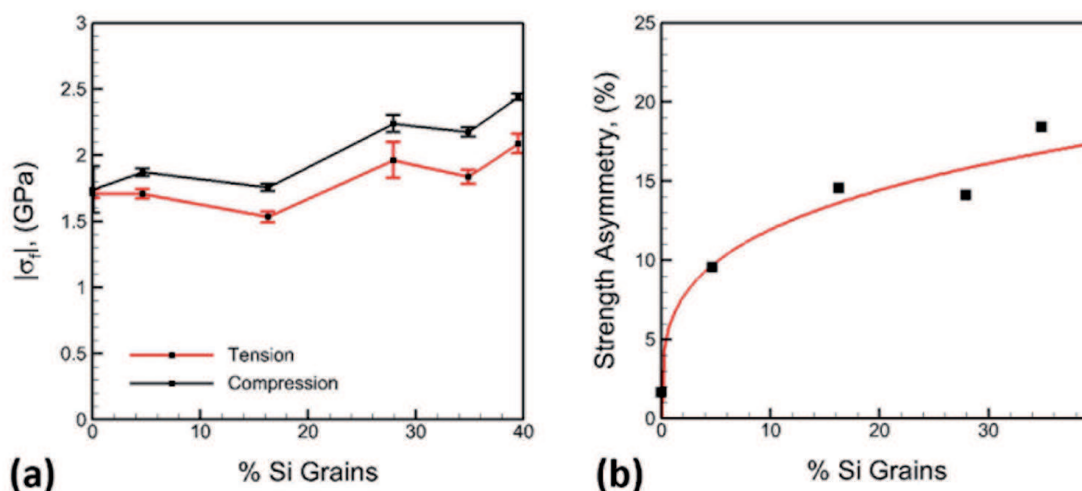 3
2.5
2
1.5
1
0.5
0
|σf|, (GPa)
Tension
Compression
0
10
20
30
40
% Si Grains
(a)
25
20
15
10
5
0
Strength Asymmetry, (%)
0
10
20
30
% Si Grains
(b)